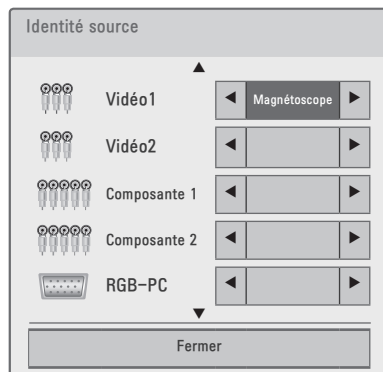 Identité source
Vidéo1
Magnétoscope
Vidéo2
Composante 1
Composante 2
RGB-PC
Fermer